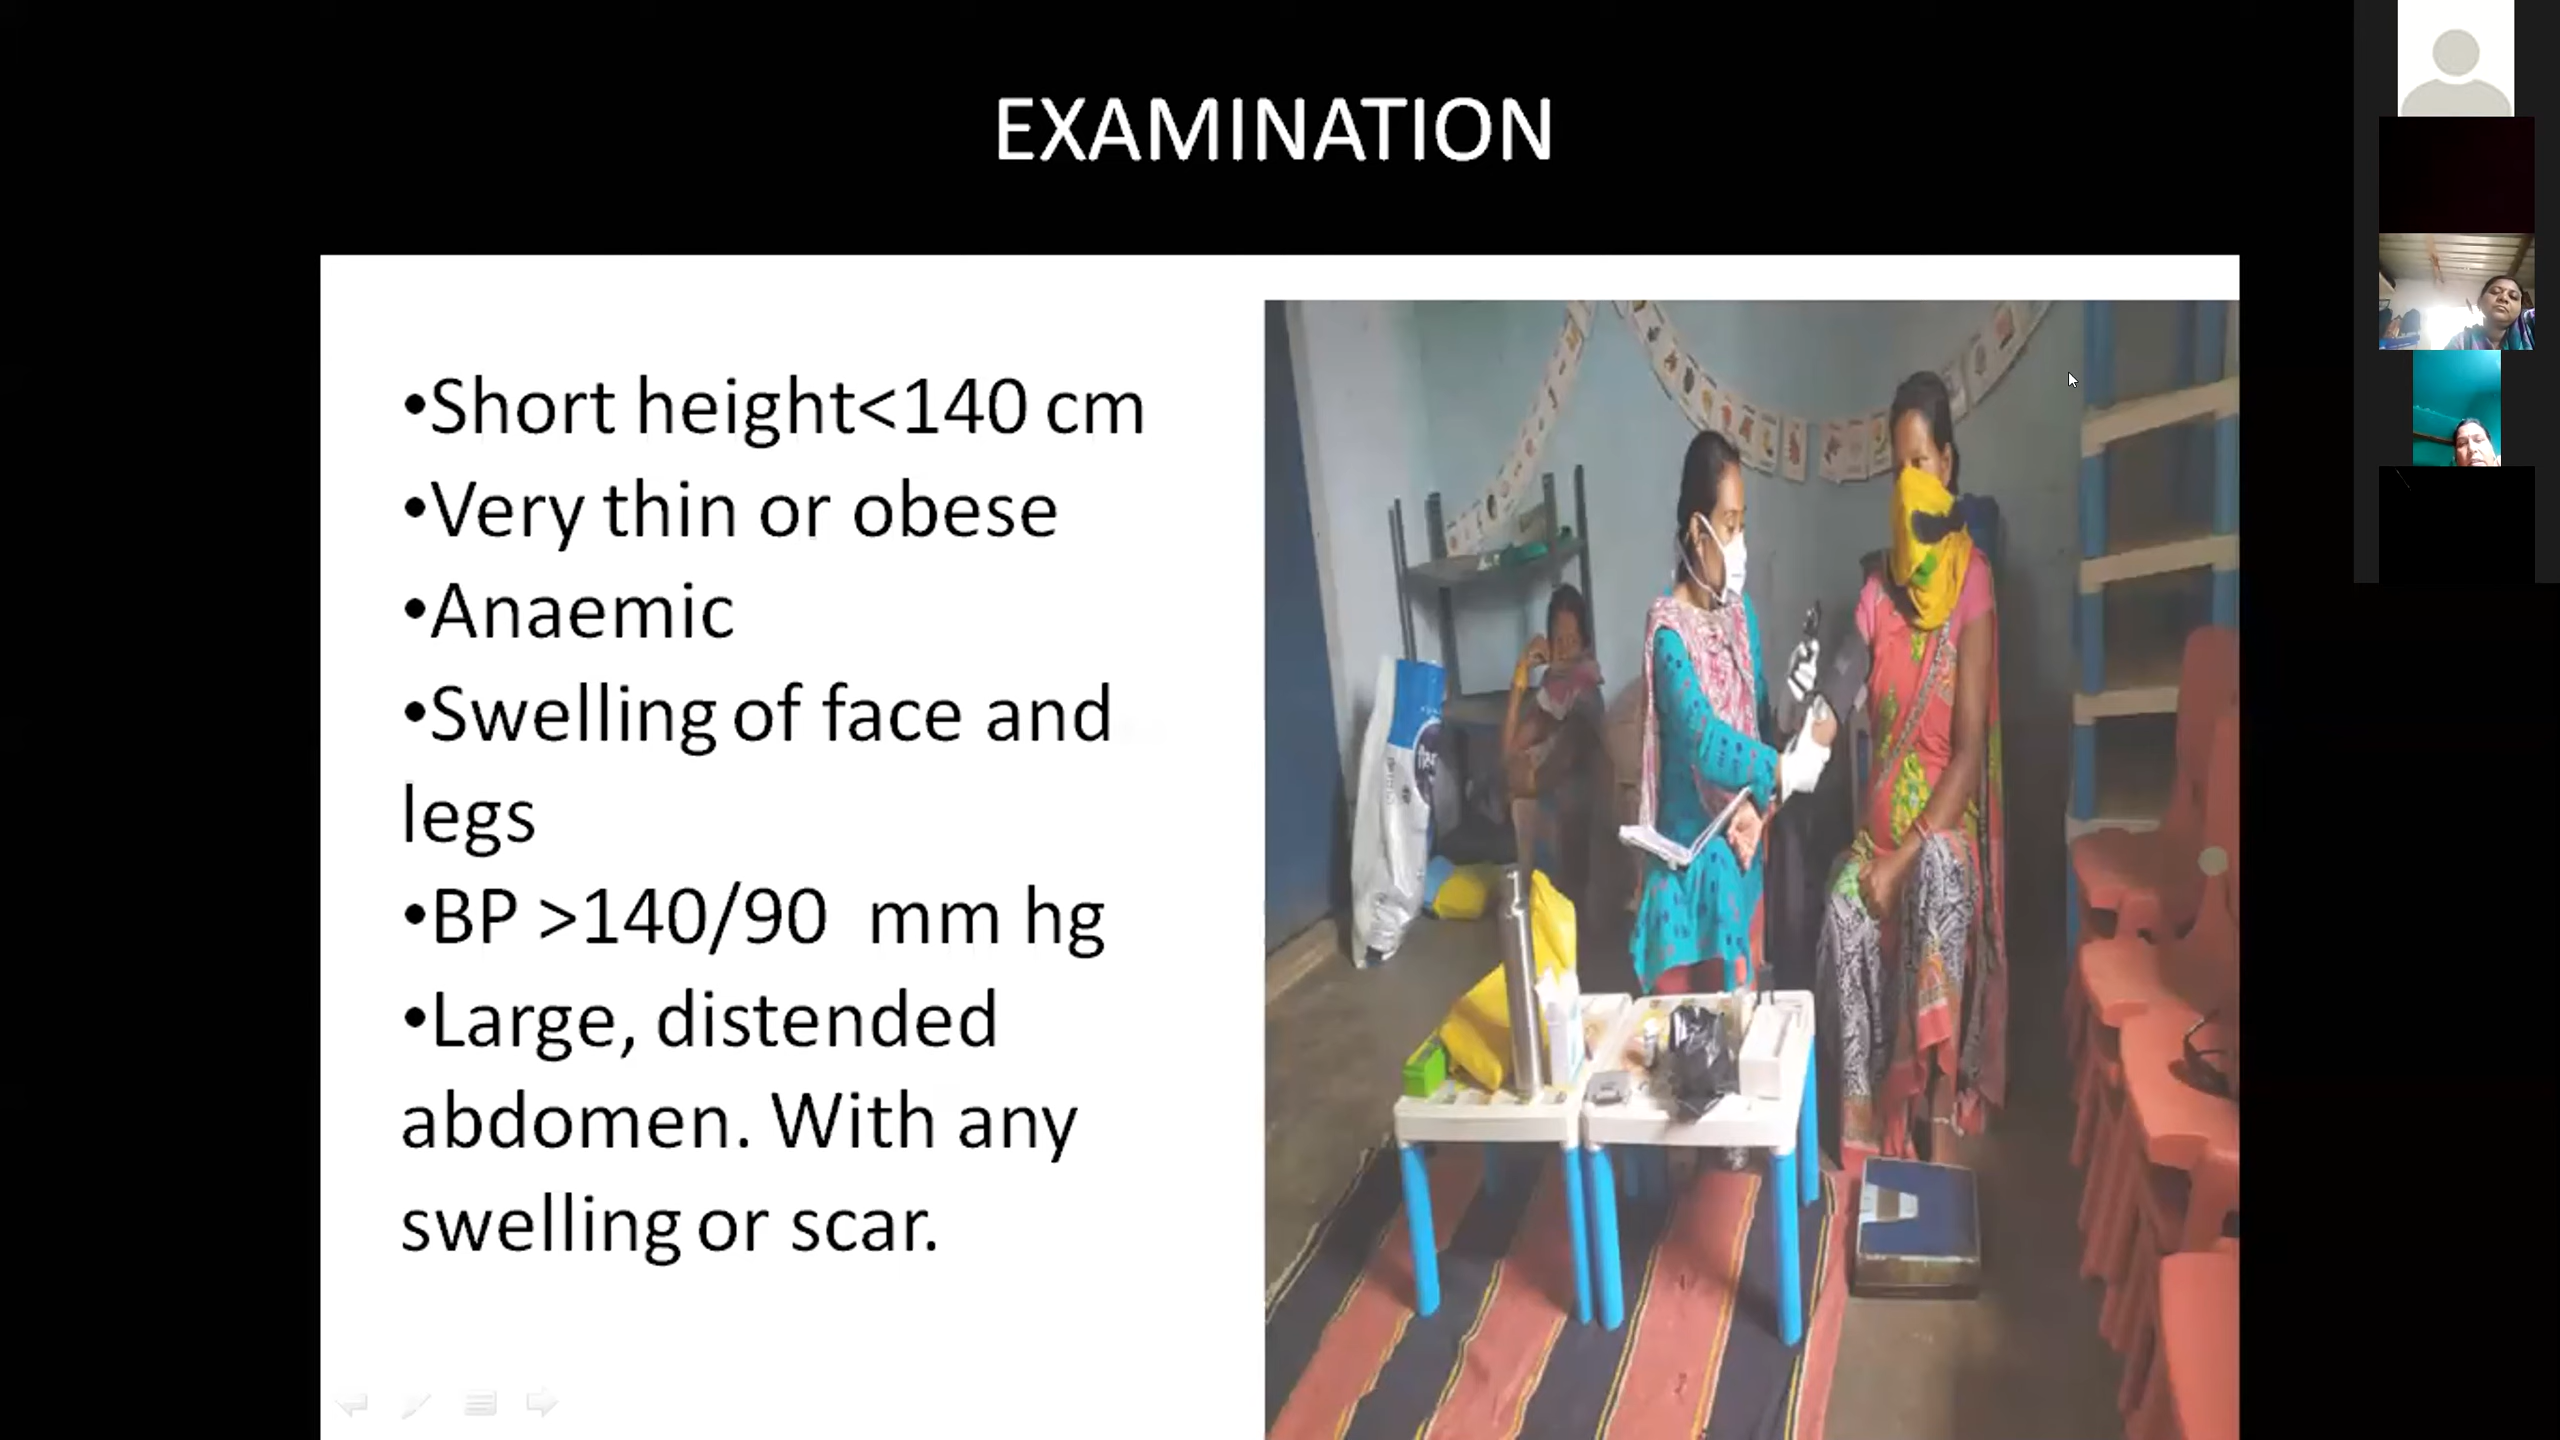 EXAMINATION
•Short height<140 cm
•Very thin or obese
•Anaemic
•Swelling of face and
legs
•BP >140/90  mm hg
•Large, distended
abdomen. With any
swelling or scar.